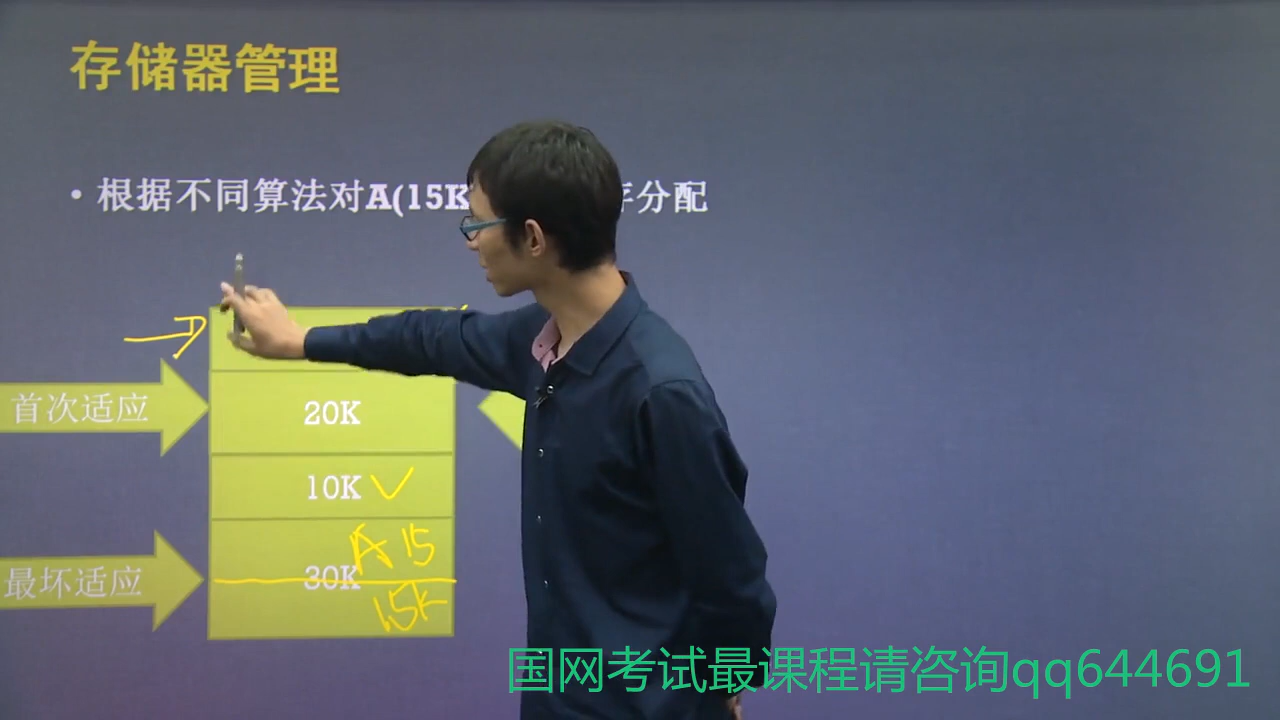 存储器管理
• 根据不同算法对A(15K 分配
首次适应
20K
10K
A 15
最坏适应
30K
15K
国网考试最课程请咨询qq644691